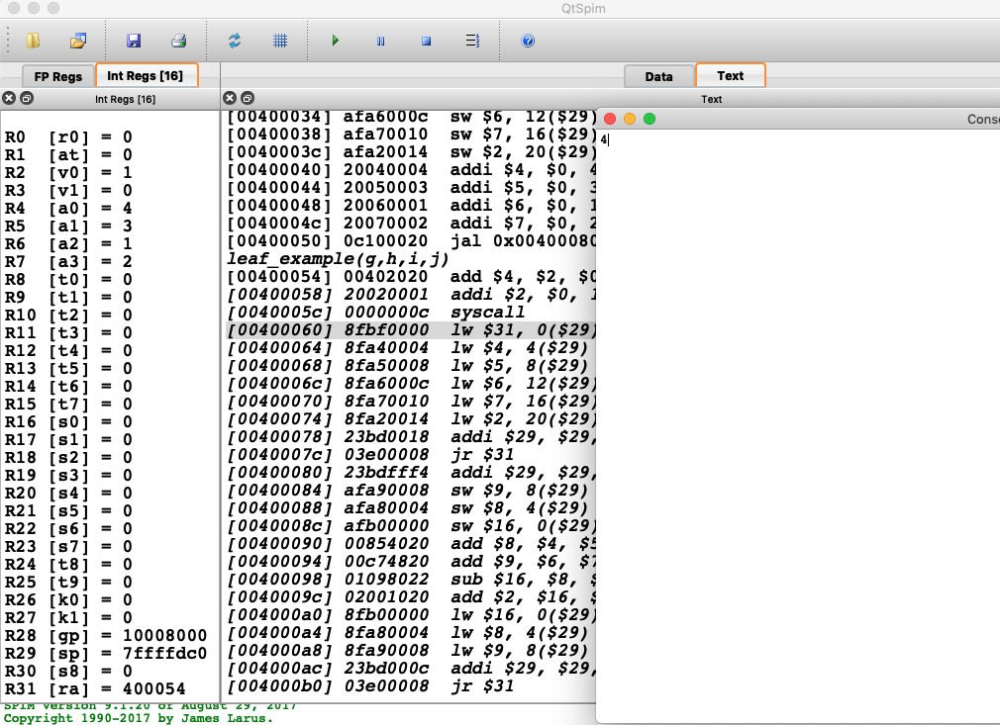 QtSpim
FP Regs
Int Regs [16]
Data
Text
Int Regs [16]
Text
R0 [r0] = 0
R1 [at] = 0
R2 [v0] = 1
R3 [v1] = 0
R4 [a0] = 4
R5 [a1] = 3
R6 [a2] = 1
R7 [a3] = 2
R8 [t0] = 0
R9 [t1] = 0
R10 [t2] = 0
R11 [t3] = 0
R12 [t4] = 0
R13 [t5] = 0
R14 [t6] = 0
R15 [t7] = 0
R16 [s0] = 0
R17 [s1] = 0
R18 [s2] = 0
R19 [s3] = 0
R20 [s4] = 0
R21 [s5] = 0
R22 [s6] = 0
R23 [s7] = 0
R24 [t8] = 0
R25 [t9] = 0
R26 [k0] = 0
R27 [k1] = 0
R28 [gp] = 10008000
R29 [sp] = 7ffffdc0
R30 [s8] = 0
R31 [ra] = 400054
[00400034] afa6000c sw $6, 12($29)
[00400038] afa70010 sw $7, 16($29)
[0040003c] afa20014 sw $2, 20($29)
[00400040] 20040004 addi $4, $0, 4
[00400044] 20050003 addi $5, $0, 3
[00400048] 20060001 addi $6, $0, 1
[0040004c] 20070002 addi $7, $0, 2
[00400050] 0c100020 jal 0x00400080
leaf_example(g,h,i,j)
[00400054] 00402020 add $4, $2, $0
[00400058] 20020001 addi $2, $0, 1
[0040005c] 0000000c syscall
[00400060] 8fbf0000 lw $31, 0($29)
[00400064] 8fa40004 lw $4, 4($29)
[00400068] 8fa50008 lw $5, 8($29)
[0040006c] 8fa6000c lw $6, 12($29)
[00400070] 8fa70010 lw $7, 16($29)
[00400074] 8fa20014 lw $2, 20($29)
[00400078] 23bd0018 addi $29, $29,
[0040007c] 03e00008 jr $31
[00400080] 23bdfff4 addi $29, $29,
[00400084] afa90008 sw $9, 8($29)
[00400088] afa80004 sw $8, 4($29)
[0040008c] afb00000 sw $16, 0($29)
[00400090] 00854020 add $8, $4, $5
[00400094] 00c74820 add $9, $6, $7
[00400098] 01098022 sub $16, $8, $
[0040009c] 02001020 add $2, $16, $
[004000a0] 8fb00000 lw $16, 0($29)
[004000a4] 8fa80004 lw $8, 4($29)
[004000a8] 8fa90008 lw $9, 8($29)
[004000ac] 23bd000c addi $29, $29,
[004000b0] 03e00008 jr $31
Conso
4
SPIM Version 9.1.20 of August 29, 2017
Copyright 1990-2017 by James Larus.